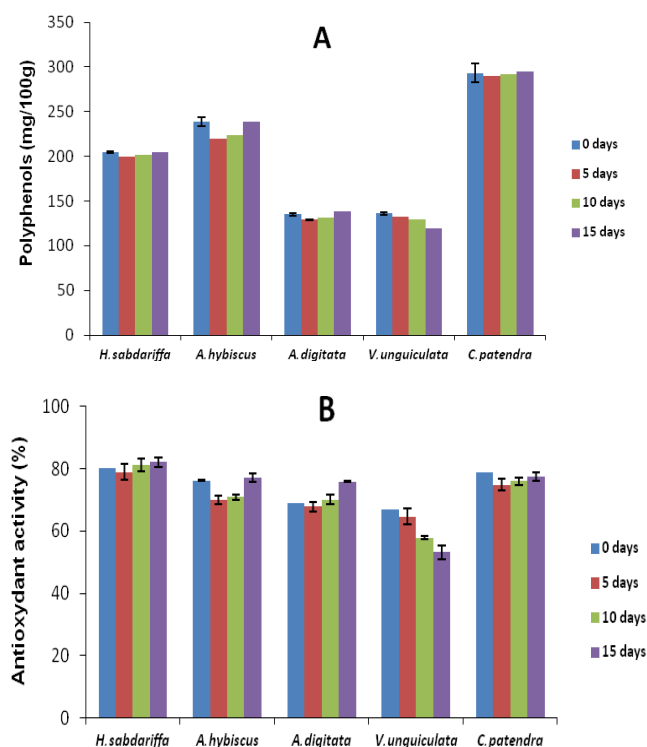 A
Polyphenols (mg/100g)
350
300
250
200
150
100
50
0
H. sabdariffa A. hybiscus A. digitata V. unguiculata C. patendra
0 days
5 days
10 days
15 days
B
Antioxydant activity (%)
100
80
60
40
20
0
H. sabdariffa A. hybiscus A. digitata V. unguiculata C. patendra
0 days
5 days
10 days
15 days